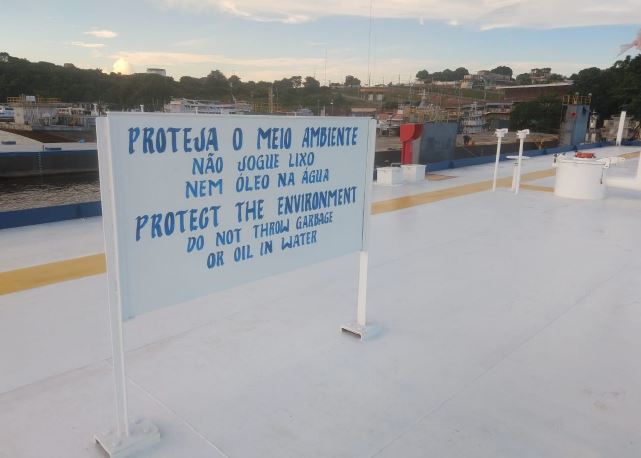 PROTEJA O MEIO AMBIENTE
NÃO JOGUE LIXO
NEM ÓLEO NA ÁGUA
PROTECT THE ENVIRONMENT
DO NOT THROW GARBAGE
OR OIL IN WATER